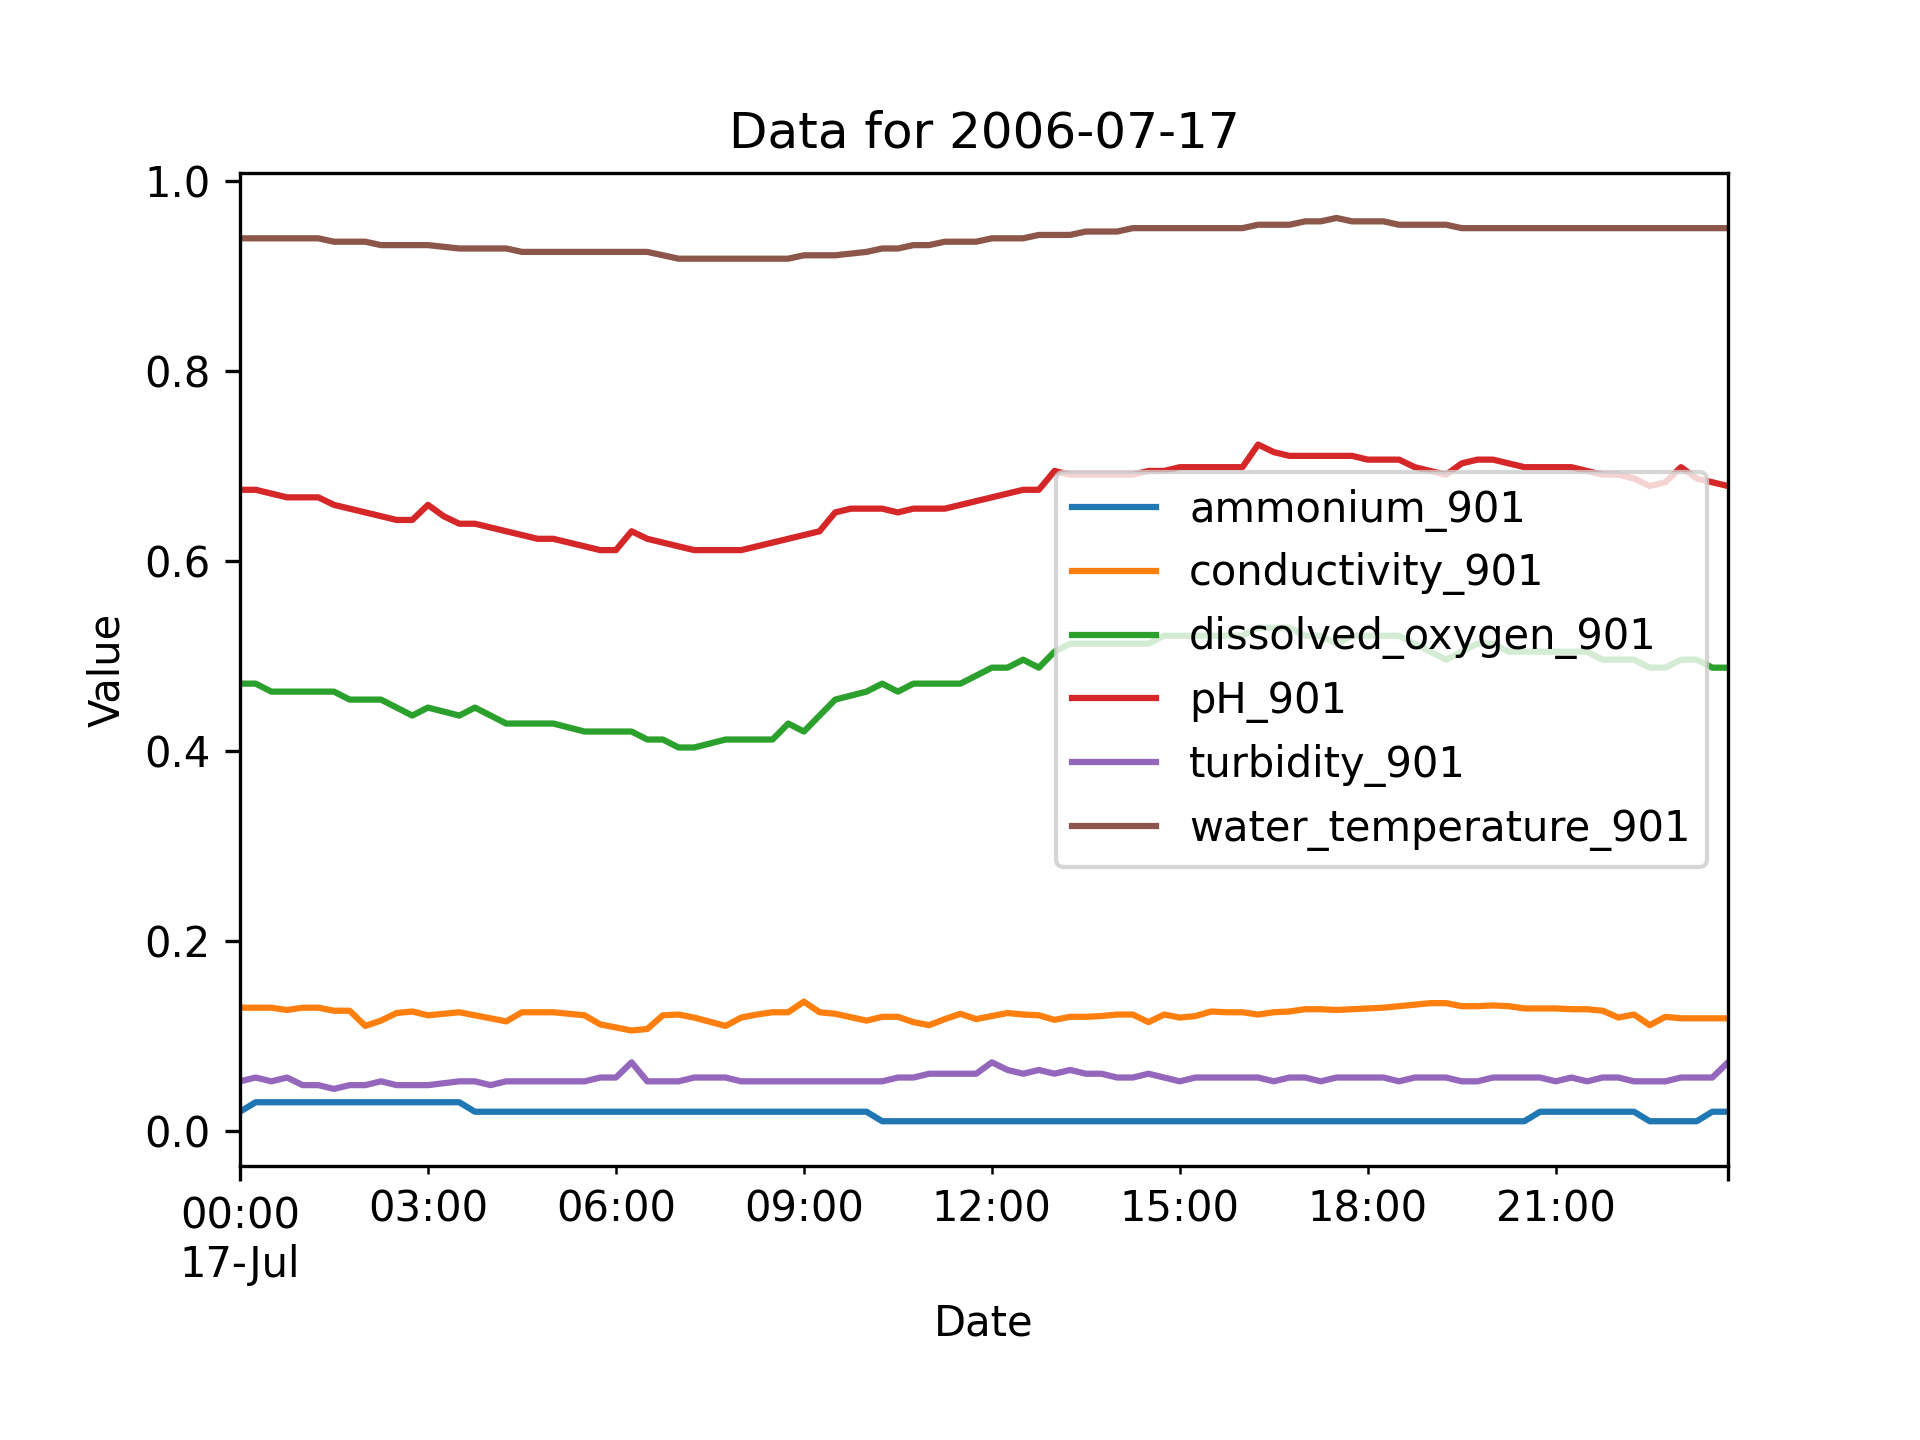 Data for 2006-07-17
1.0
0.8
0.6
0.4
0.2
0.0
Value
ammonium_901
conductivity_901
dissolved_oxygen_901
pH_901
turbidity_901
water_temperature_901
00:00 03:00 06:00 09:00 12:00 15:00 18:00 21:00
17-Jul
Date